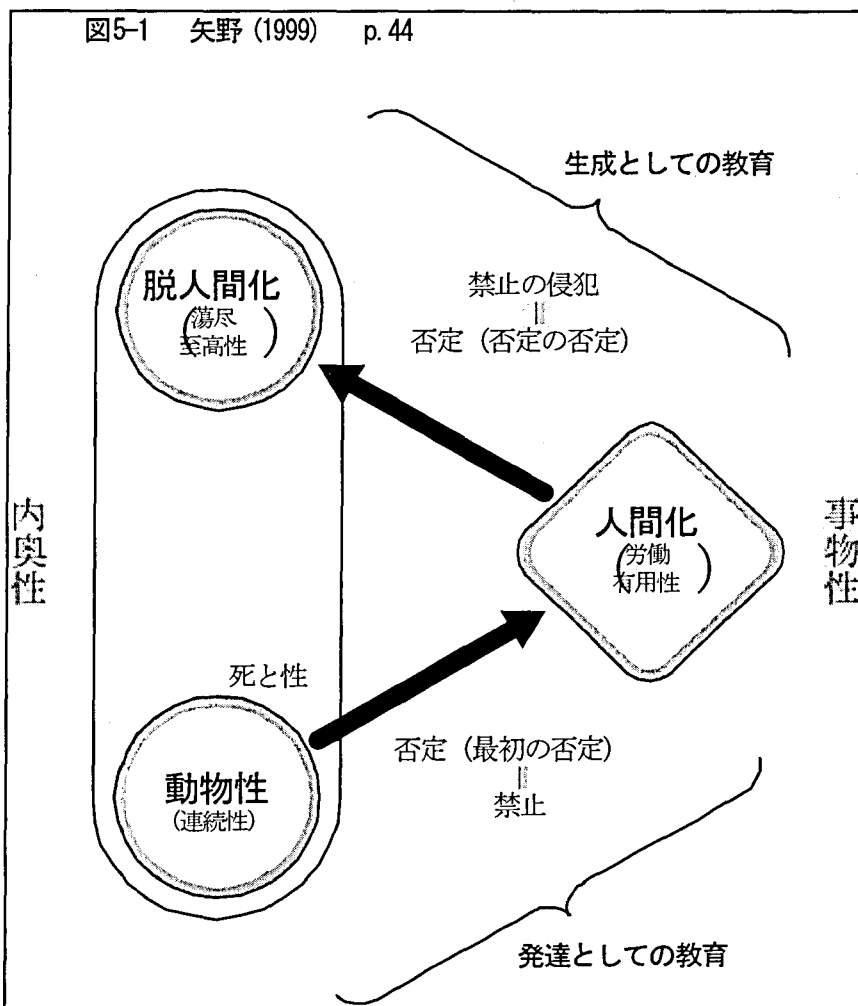 図5-1 矢野 (1999) p. 44
生成としての教育
脱人間化
(蕩尽
至高性)
禁止の侵犯
||
否定 (否定の否定)
内奥性
人間化
(労働
有用性)
事物性
死と性
動物性
(連続性)
否定 (最初の否定)
||
禁止
発達としての教育